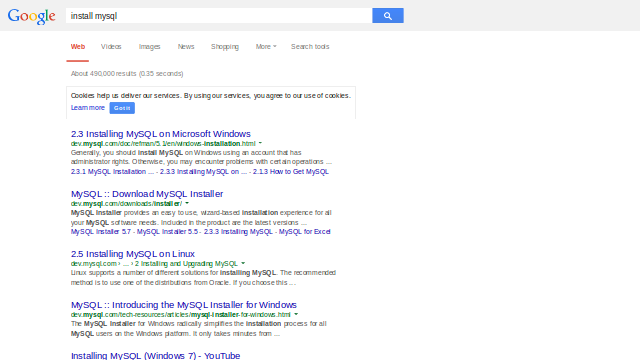 Google install mysql
Web Videos Images News Shopping More Search tools
About 490,000 results (0.35 seconds)
Cookies help us deliver our services. By using our services, you agree to our use of cookies.
Learn more Got it
2.3 Installing MySQL on Microsoft Windows
dev.mysql.com/doc/refman/5.1/en/windows-installation.html
Generally, you should install MySQL on Windows using an account that has
administrator rights. Otherwise, you may encounter problems with certain operations ...
2.3.1 MySQL Installation ... - 2.3.3 Installing MySQL on ... - 2.1.3 How to Get MySQL
MySQL :: Download MySQL Installer
dev.mysql.com/downloads/installer/
MySQL Installer provides an easy to use, wizard-based installation experience for all
your MySQL software needs. Included in the product are the latest versions ...
MySQL Installer 5.7 - MySQL Installer 5.5 - 2.3.3 Installing MySQL - MySQL for Excel
2.5 Installing MySQL on Linux
dev.mysql.com › ... › 2 Installing and Upgrading MySQL
Linux supports a number of different solutions for installing MySQL. The recommended
method is to use one of the distributions from Oracle. If you choose this ...
MySQL :: Introducing the MySQL Installer for Windows
dev.mysql.com/tech-resources/articles/mysql-installer-for-windows.html
The MySQL Installer for Windows radically simplifies the installation process for all
MySQL users on the Windows platform. It only takes minutes from ...
Installing MySQL (Windows 7) - YouTube